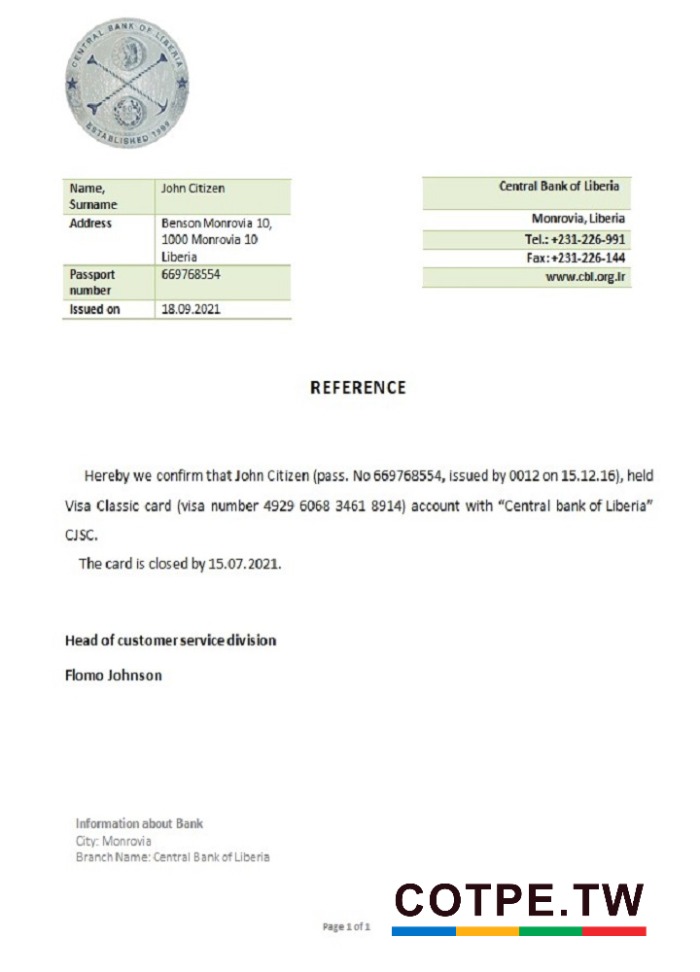 CENTRAL BANK OF LIBERIA
ESTABLISHED 1999
Name, Surname
John Citizen
Address
Benson Monrovia 10,
1000 Monrovia 10
Liberia
Passport number
669768554
Issued on
18.09.2021
Central Bank of Liberia
Monrovia, Liberia
Tel.: +231-226-991
Fax: +231-226-144
www.cbl.org.lr
REFERENCE
Hereby we confirm that John Citizen (pass. No 669768554, issued by 0012 on 15.12.16), held
Visa Classic card (visa number 4929 6068 3461 8914) account with “Central bank of Liberia”
CJSC.
The card is closed by 15.07.2021.
Head of customer service division
Flomo Johnson
Information about Bank
City: Monrovia
Branch Name: Central Bank of Liberia
Page 1 of 1
COTPE.TW